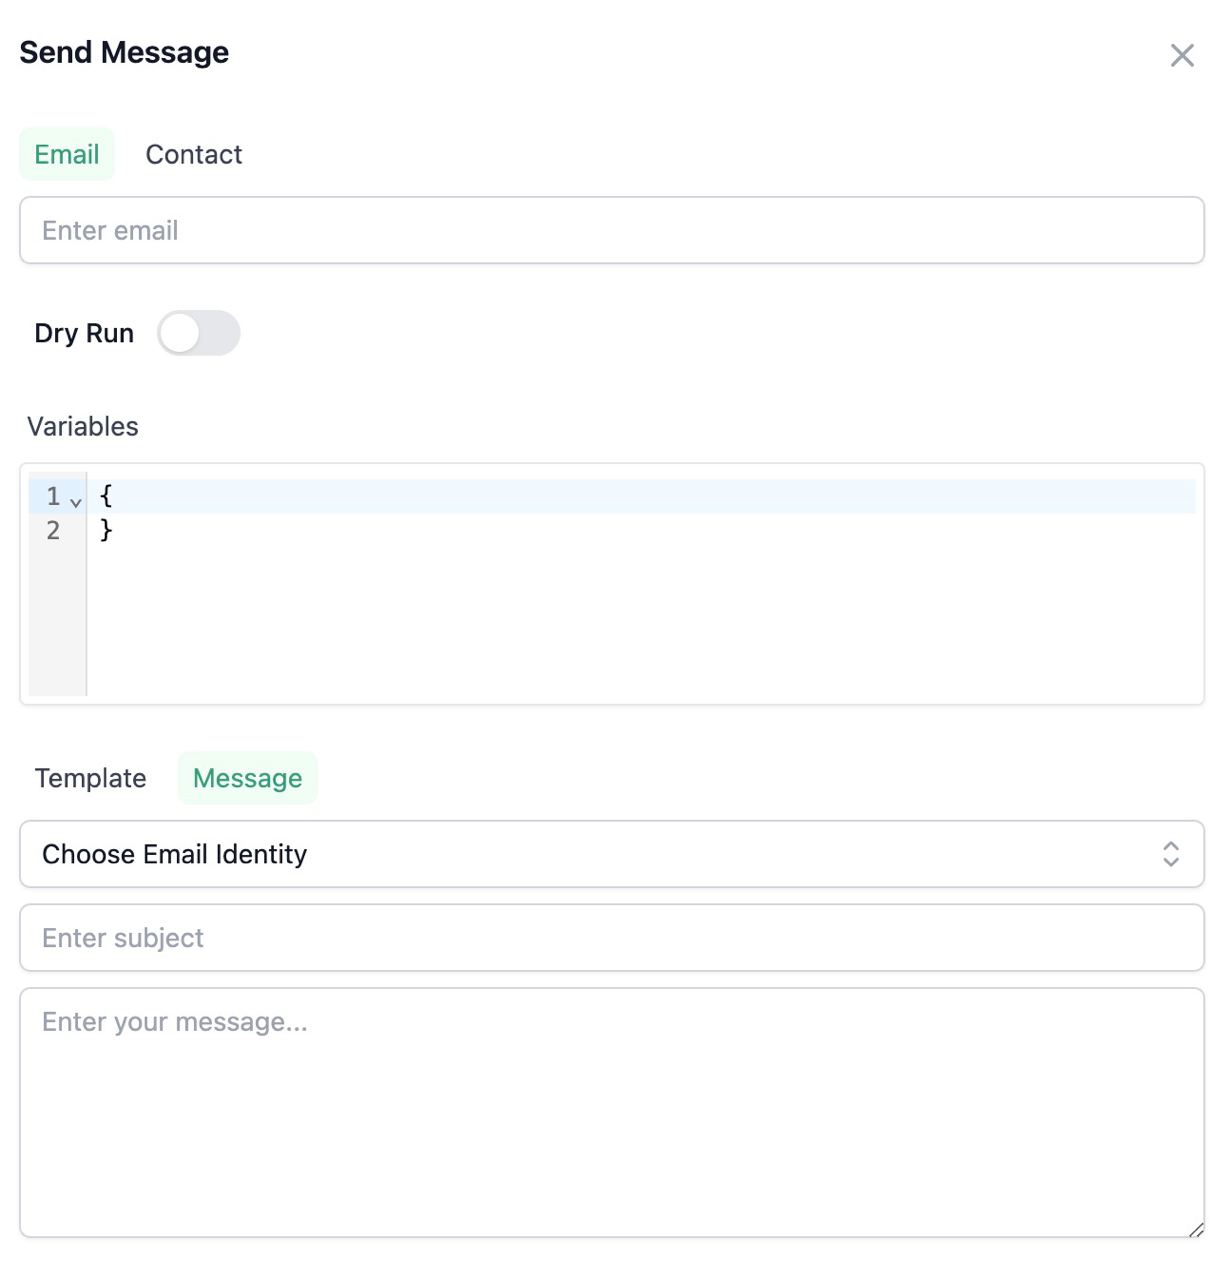 Send Message
Email Contact
Enter email
Dry Run
Variables
1 {
2 }
Template Message
Choose Email Identity
Enter subject
Enter your message...